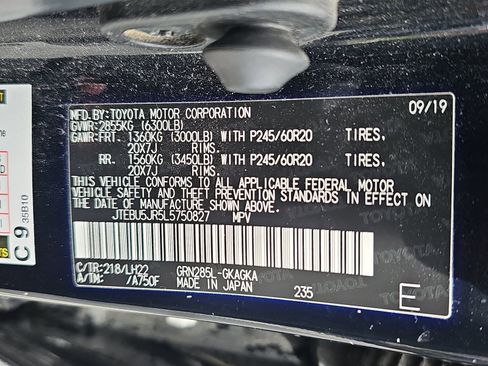 MFD.BY:TOYOTA MOTOR CORPORATION 09/19
GVWR:2855KG (6300LB)
GAWR-FRT. 1360KG (3000LB) WITH P245/60R20 TIRES,
20X7J RIMS.
RR. 1560KG (3450LB) WITH P245/60R20 TIRES,
20X7J RIMS.
THIS VEHICLE CONFORMS TO ALL APPLICABLE FEDERAL MOTOR
VEHICLE SAFETY AND THEFT PREVENTION STANDARDS IN EFFECT ON
THE DATE OF MANUFACTURE SHOWN ABOVE.
JTEBU5JR5L5750827 MPV
C/TR:218/LH22 GRN285L-GKAGKA
A/TM: /A750F MADE IN JAPAN 235 E
C 9 35B10
TOYOTA